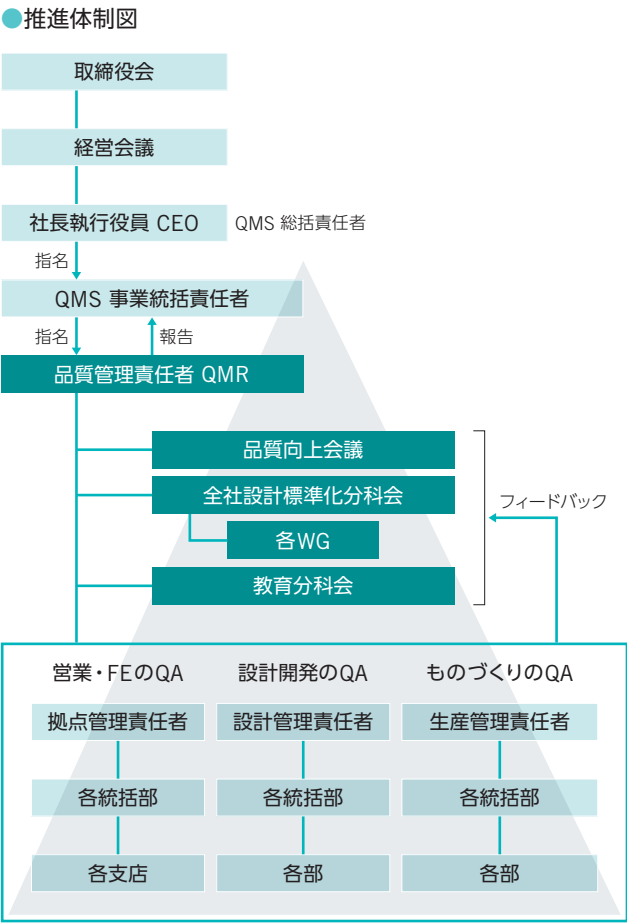 ●推進体制図
取締役会
経営会議
社長執行役員 CEO
QMS 総括責任者
指名
QMS 事業統括責任者
指名
報告
品質管理責任者 QMR
品質向上会議
全社設計標準化分科会
フィードバック
各WG
教育分科会
営業・FEのQA
設計開発のQA
ものづくりのQA
拠点管理責任者
設計管理責任者
生産管理責任者
各統括部
各統括部
各統括部
各支店
各部
各部